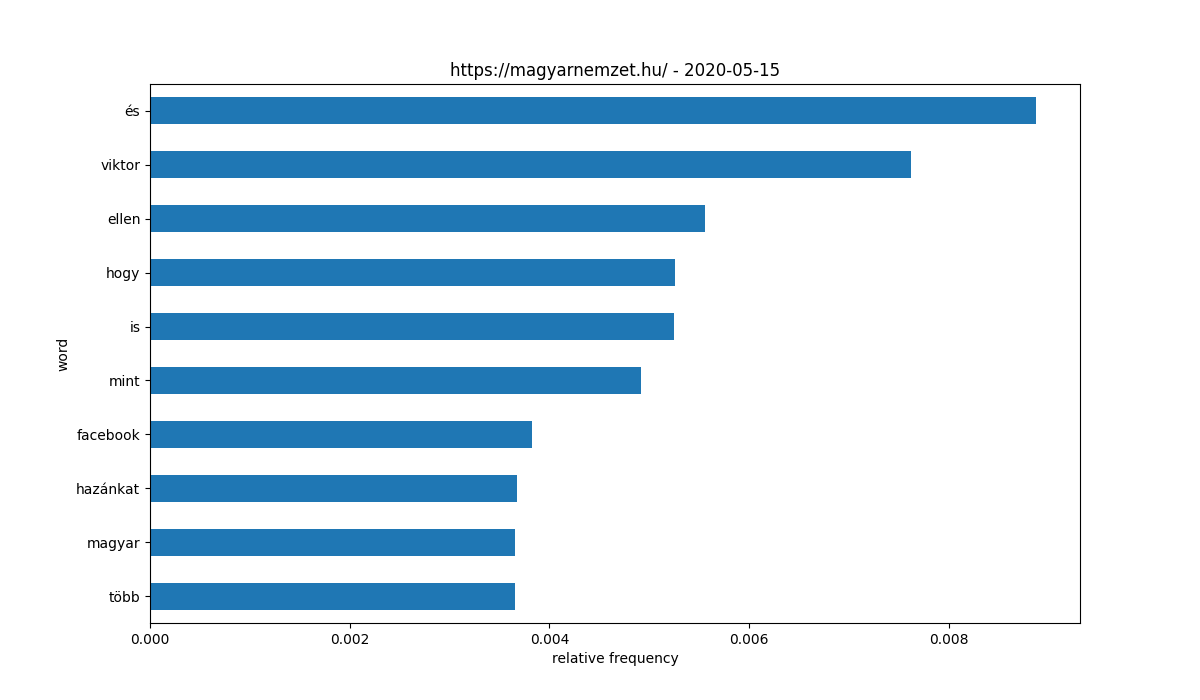 https://magyarnemzet.hu/ - 2020-05-15
és
viktor
ellen
hogy
is
mint
facebook
hazánkat
magyar
több
word
0.000 0.002 0.004 0.006 0.008
relative frequency